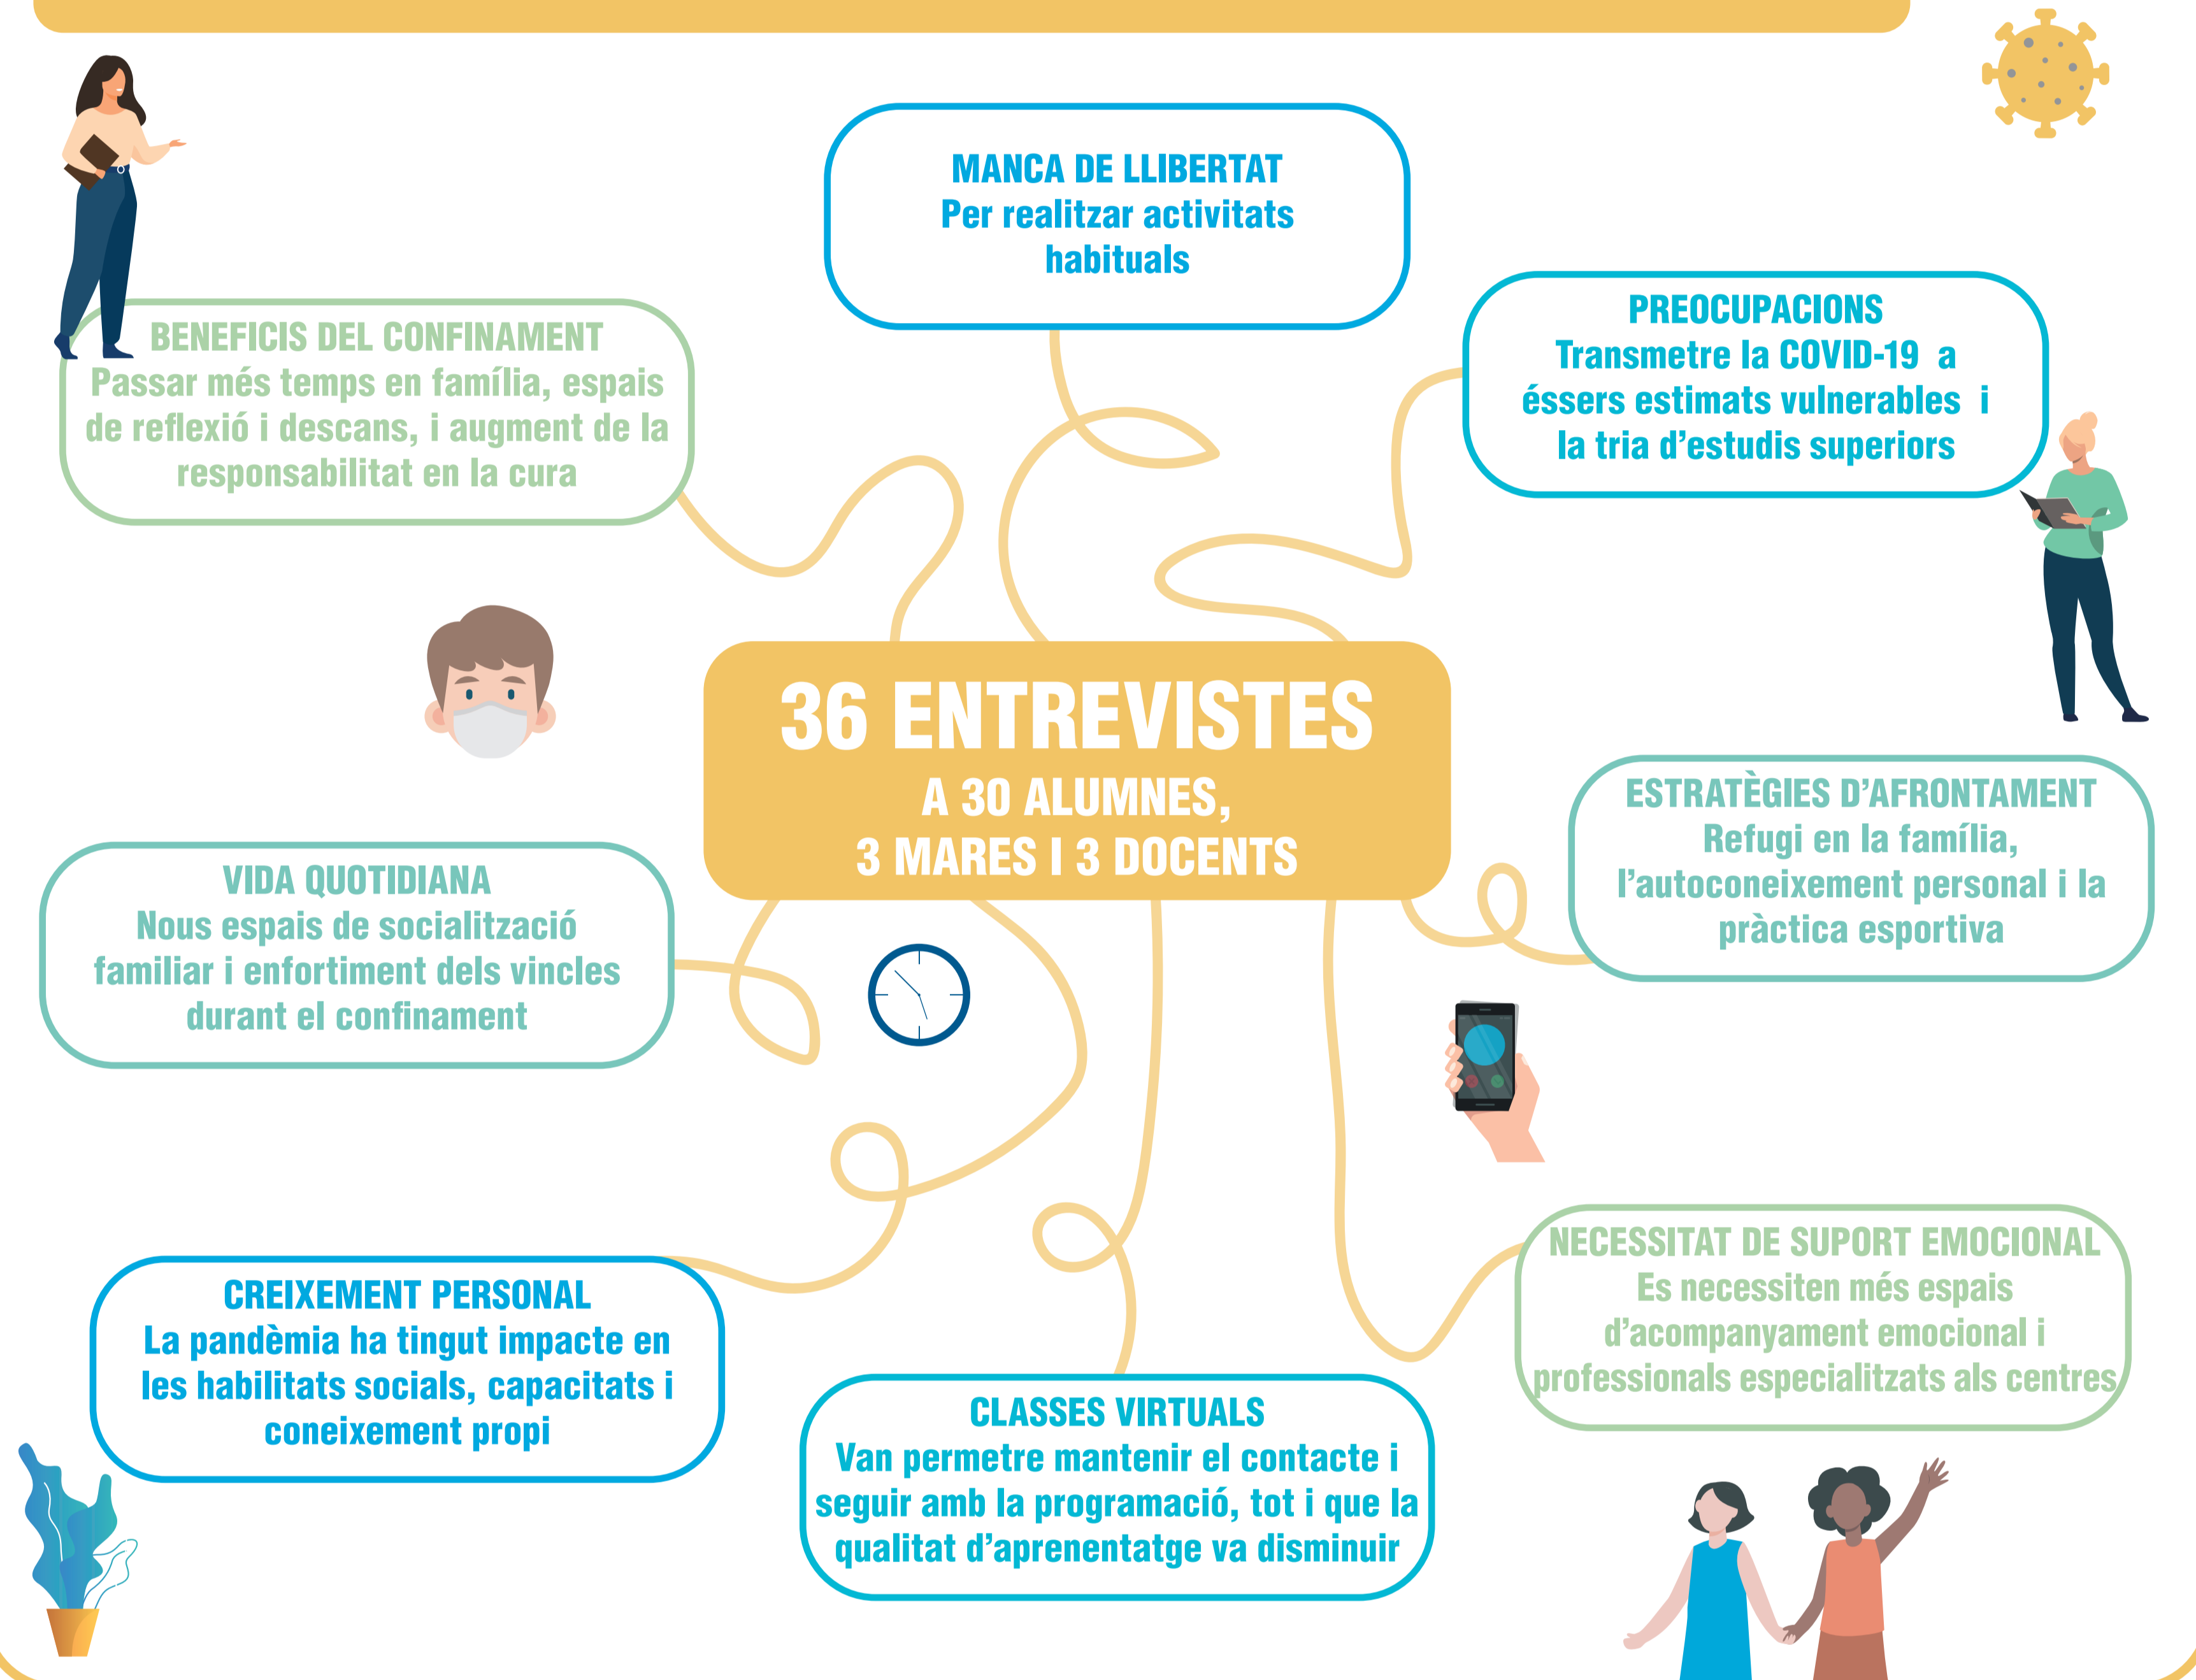 MANCA DE LLIBERTAT
Per realitzar activitats
habituals
BENEFICIS DEL CONFINAMENT
Passar més temps en família, espais
de reflexió i descans, i augment de la
responsabilitat en la cura
PREOCUPACIONS
Transmetre la COVID-19 a
éssers estimats vulnerables i
la tria d'estudis superiors
36 ENTREVISTES
A 30 ALUMNES,
3 MARES I 3 DOCENTS
ESTRATÈGIES D'AFRONTAMENT
Refugi en la família,
l'autoconeixement personal i la
pràctica esportiva
VIDA QUOTIDIANA
Nous espais de socialització
familiar i enfortiment dels vincles
durant el confinament
NECESSITAT DE SUPORT EMOCIONAL
Es necessiten més espais
d'acompanyament emocional i
professionals especialitzats als centres
CREIXEMENT PERSONAL
La pandèmia ha tingut impacte en
les habilitats socials, capacitats i
coneixement propi
CLASSES VIRTUALS
Van permetre mantenir el contacte i
seguir amb la programació, tot i que la
qualitat d'aprenentatge va disminuir